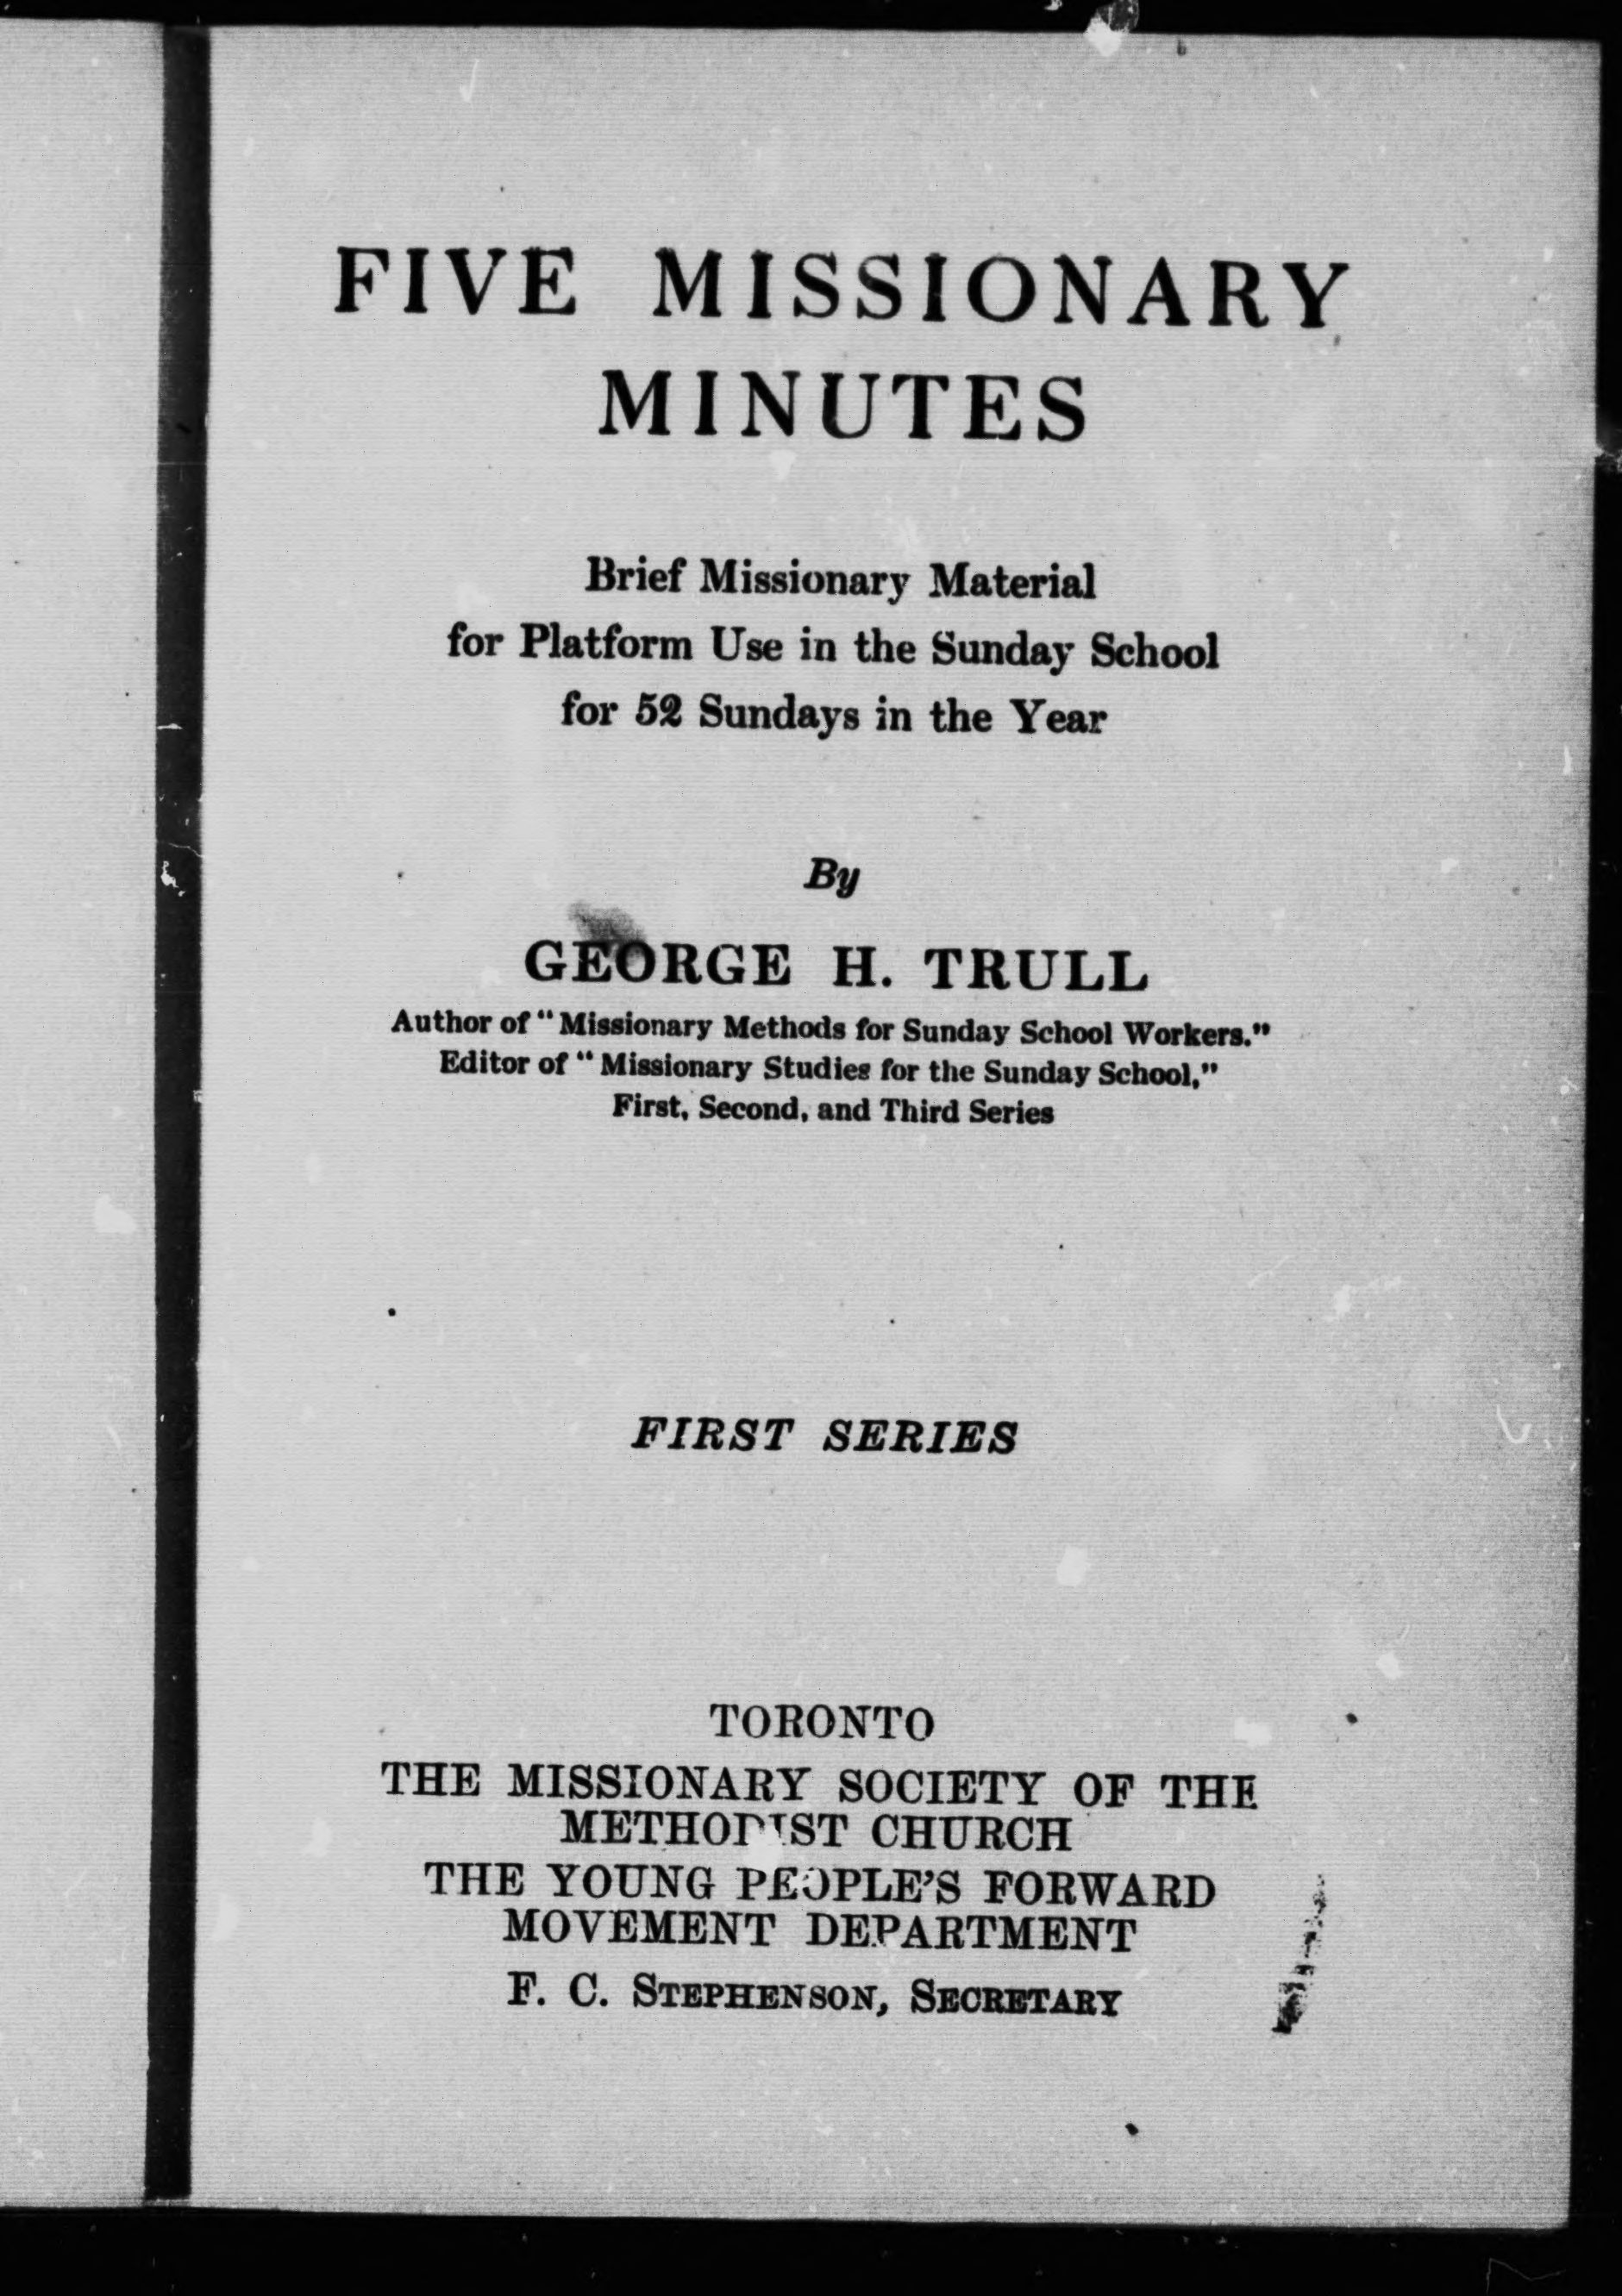 FIVE MISSIONARY
MINUTES
Brief Missionary Material
for Platform Use in the Sunday School
for 52 Sundays in the Year
By
GEORGE H. TRULL
Author of "Missionary Methods for Sunday School Workers."
Editor of "Missionary Studies for the Sunday School,"
First, Second, and Third Series
FIRST SERIES
TORONTO
THE MISSIONARY SOCIETY OF THE
METHODIST CHURCH
THE YOUNG PEOPLE'S FORWARD
MOVEMENT DEPARTMENT
F. C. STEPHENSON, SECRETARY